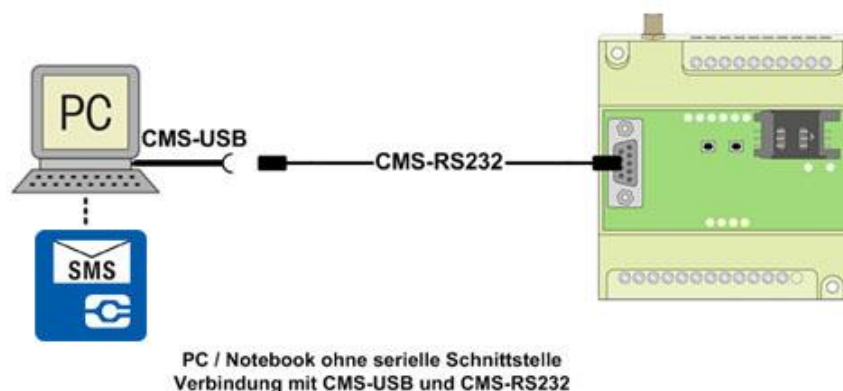 PC
CMS-USB
CMS-RS232
SMS
PC / Notebook ohne serielle Schnittstelle
Verbindung mit CMS-USB und CMS-RS232